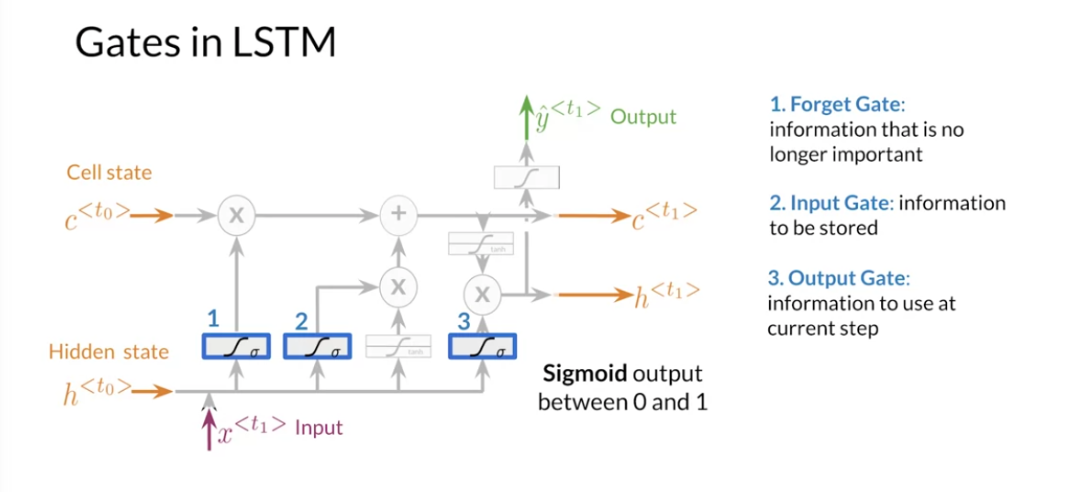 Gates in LSTM
ŷ<t₁> Output
Cell state
c<t₀>
X
+
c<t₁>
tanh
X
X
h<t₁>
1
2
3
σ
σ
tanh
σ
Hidden state
h<t₀>
x<t₁> Input
Sigmoid output
between 0 and 1
1. Forget Gate:
information that is no
longer important
2. Input Gate: information
to be stored
3. Output Gate:
information to use at
current step